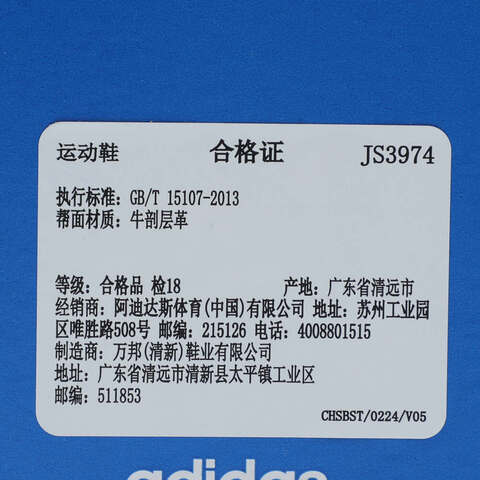 运动鞋 合格证 JS3974
执行标准: GB/T 15107-2013
帮面材质: 牛剖层革
等级: 合格品 检18 产地: 广东省清远市
经销商: 阿迪达斯体育(中国)有限公司 地址: 苏州工业园
区唯胜路508号 邮编: 215126 电话: 4008801515
制造商: 万邦(清新)鞋业有限公司
地址: 广东省清远市清新县太平镇工业区
邮编: 511853
CHSBST/0224/V05
adidas